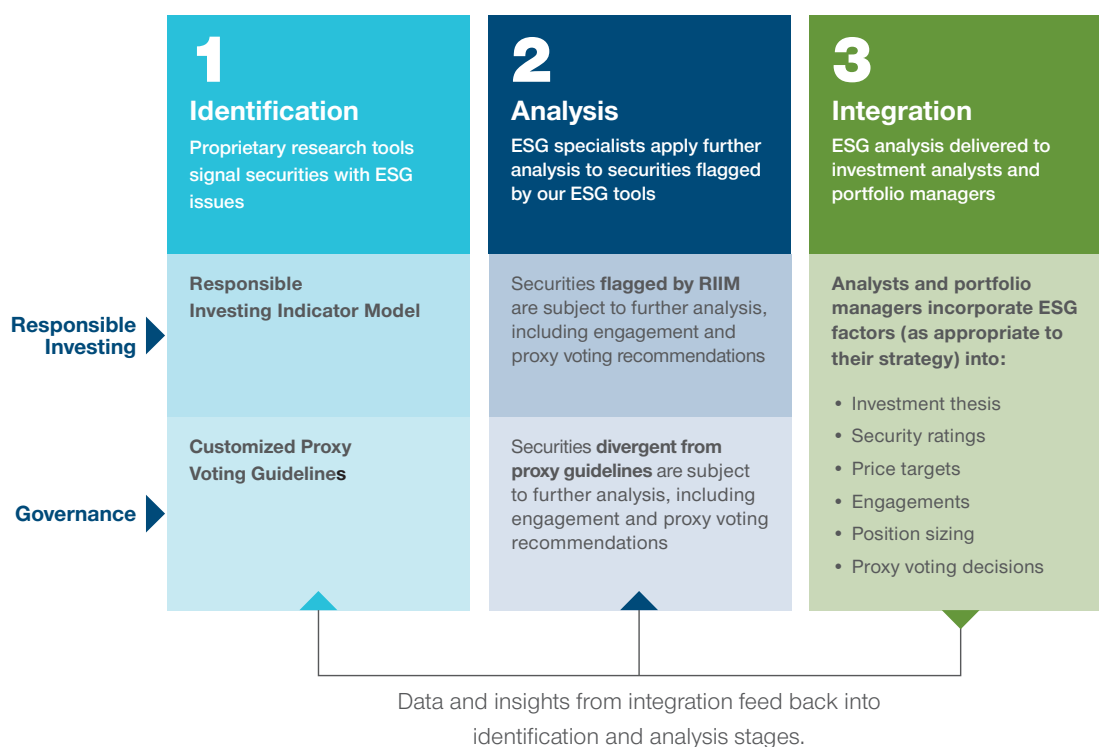 1
Identification
Proprietary research tools
signal securities with ESG
issues
2
Analysis
ESG specialists apply further
analysis to securities flagged
by our ESG tools
3
Integration
ESG analysis delivered to
investment analysts and
portfolio managers
Responsible
Investing
Responsible
Investing Indicator Model
Securities flagged by RIIM
are subject to further analysis,
including engagement and
proxy voting recommendations
Governance
Customized Proxy
Voting Guidelines
Securities divergent from
proxy guidelines are subject
to further analysis, including
engagement and proxy voting
recommendations
Analysts and portfolio
managers incorporate ESG
factors (as appropriate to
their strategy) into:
• Investment thesis
• Security ratings
• Price targets
• Engagements
• Position sizing
• Proxy voting decisions
Data and insights from integration feed back into
identification and analysis stages.